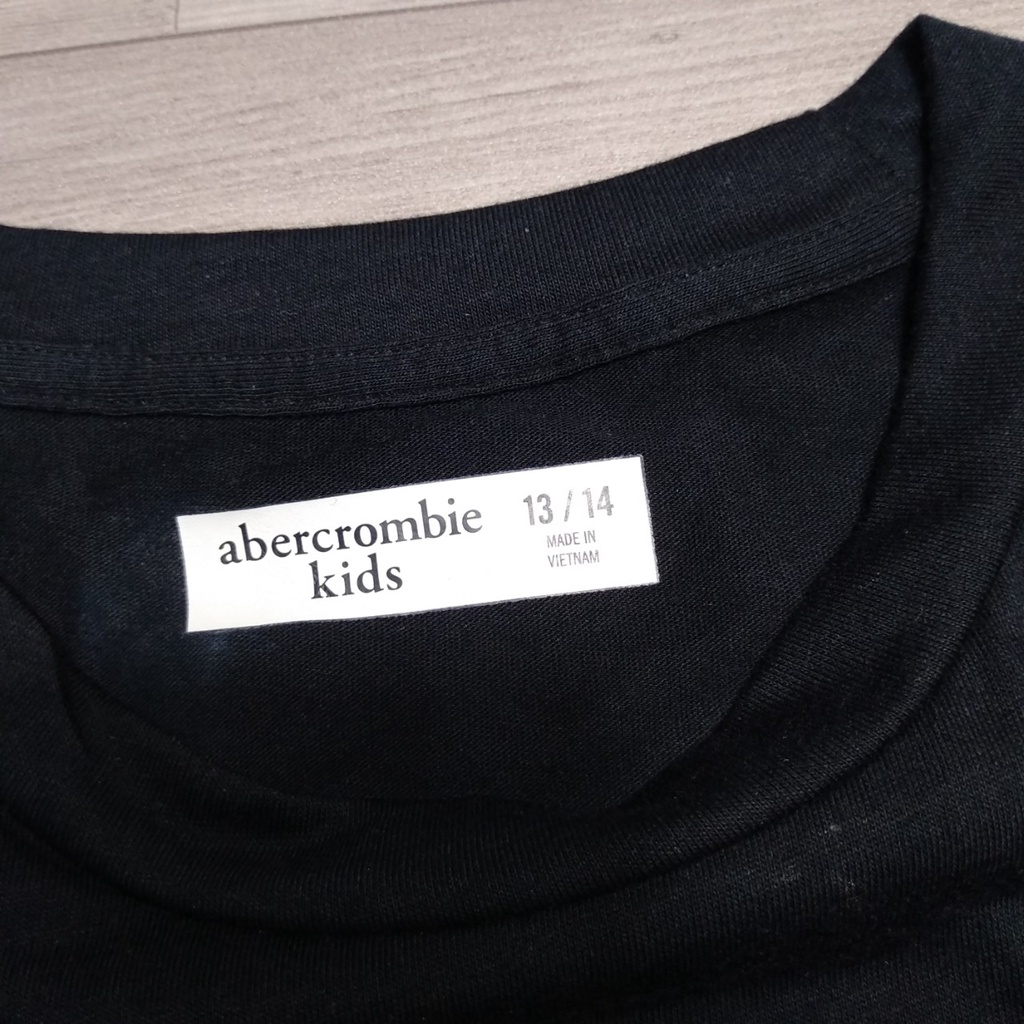 abercrombie
kids
13 / 14
MADE IN
VIETNAM